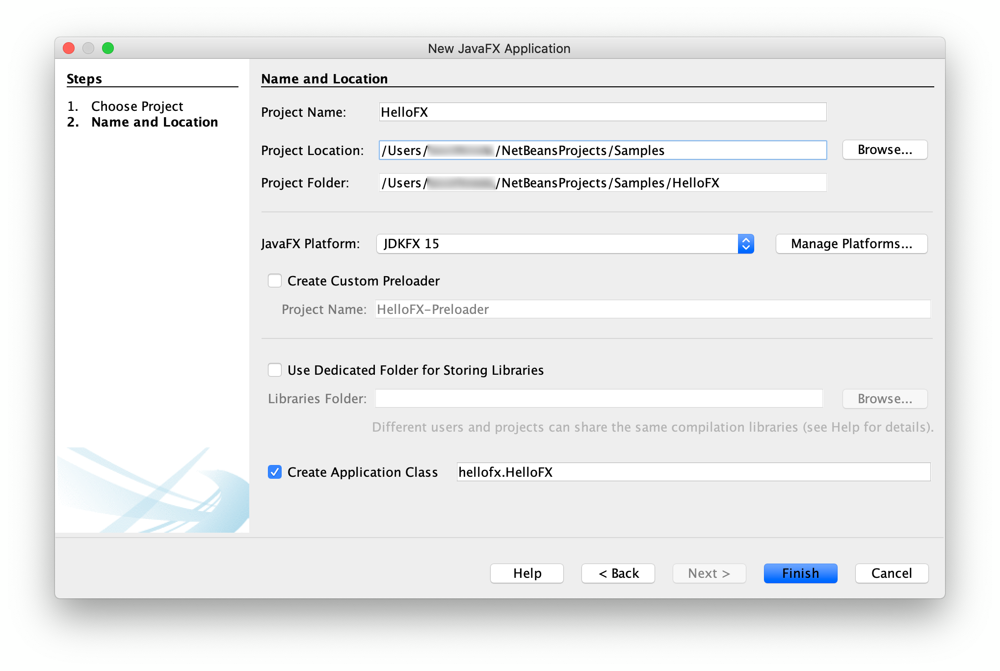 New JavaFX Application
Steps
1. Choose Project
2. Name and Location
Name and Location
Project Name: HelloFX
Project Location: /Users/ /NetBeansProjects/Samples Browse...
Project Folder: /Users/ /NetBeansProjects/Samples/HelloFX
JavaFX Platform: JDKFX 15 Manage Platforms...
Create Custom Preloader
Project Name: HelloFX-Preloader
Use Dedicated Folder for Storing Libraries
Libraries Folder: Browse...
Different users and projects can share the same compilation libraries (see Help for details).
Create Application Class hellofx.HelloFX
Help < Back Next > Finish Cancel